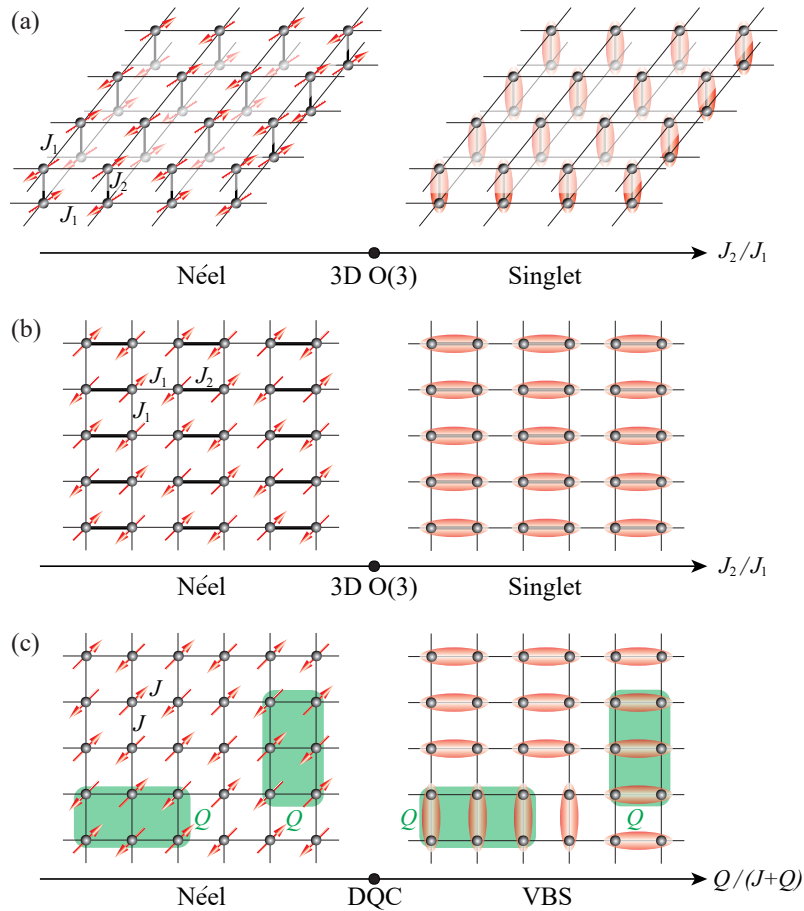 (a)
J₁
J₂
J₁
J₂/J₁
Néel
3D O(3)
Singlet
(b)
J₁
J₂
J₁
J₂/J₁
Néel
3D O(3)
Singlet
(c)
J
J
Q
Q
Q
Q
Q/(J+Q)
Néel
DQC
VBS